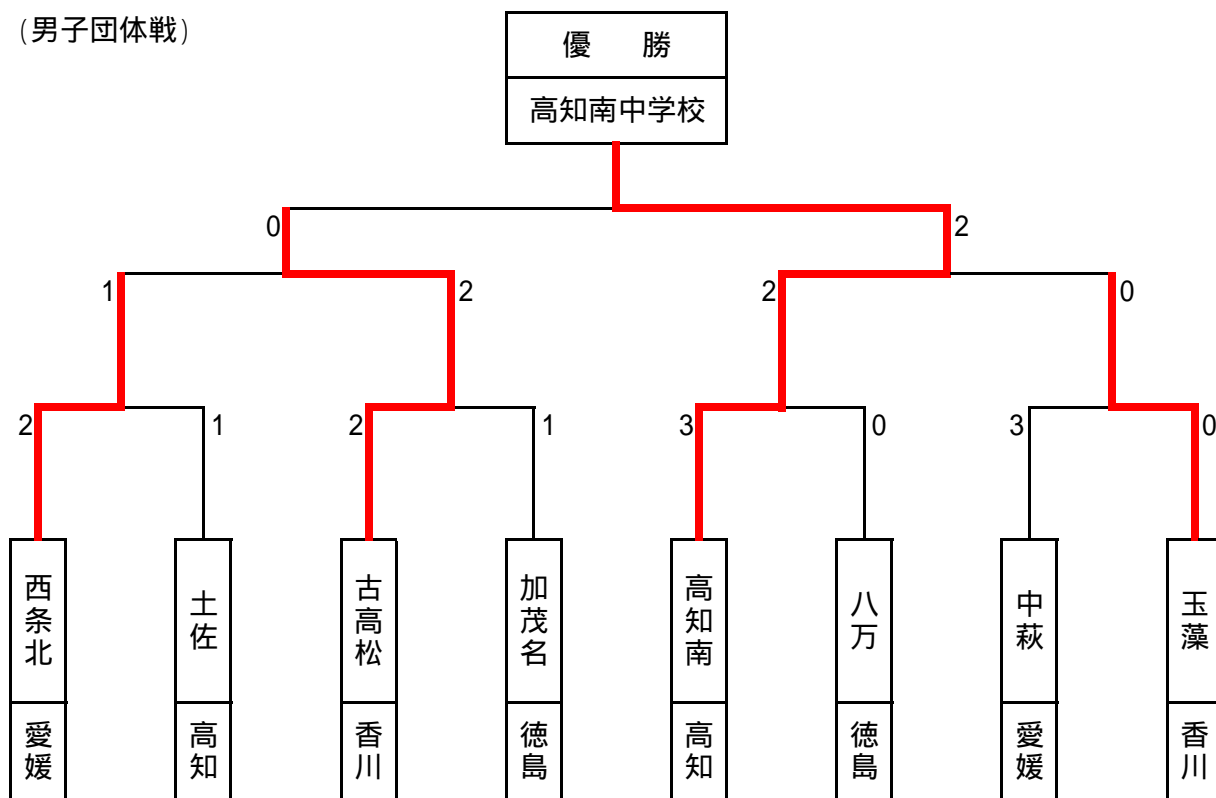 (男子団体戦)
優　勝
高知南中学校
0 2
1 2 2 0
2 1 2 1 3 0 3 0
西条北 土佐 古高松 加茂名 高知南 八万 中萩 玉藻
愛媛 高知 香川 徳島 高知 徳島 愛媛 香川